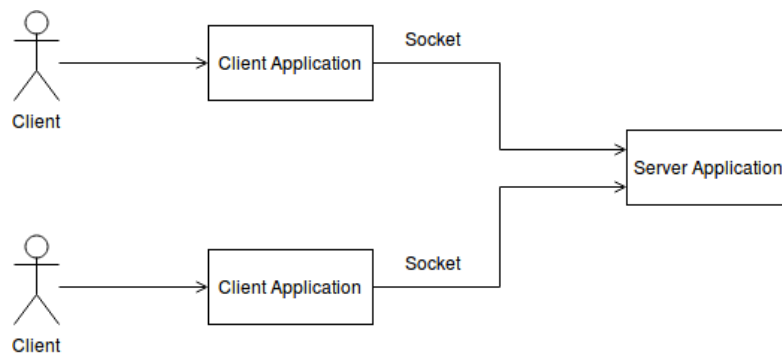 Socket
Client Application
Client
Server Application
Socket
Client Application
Client